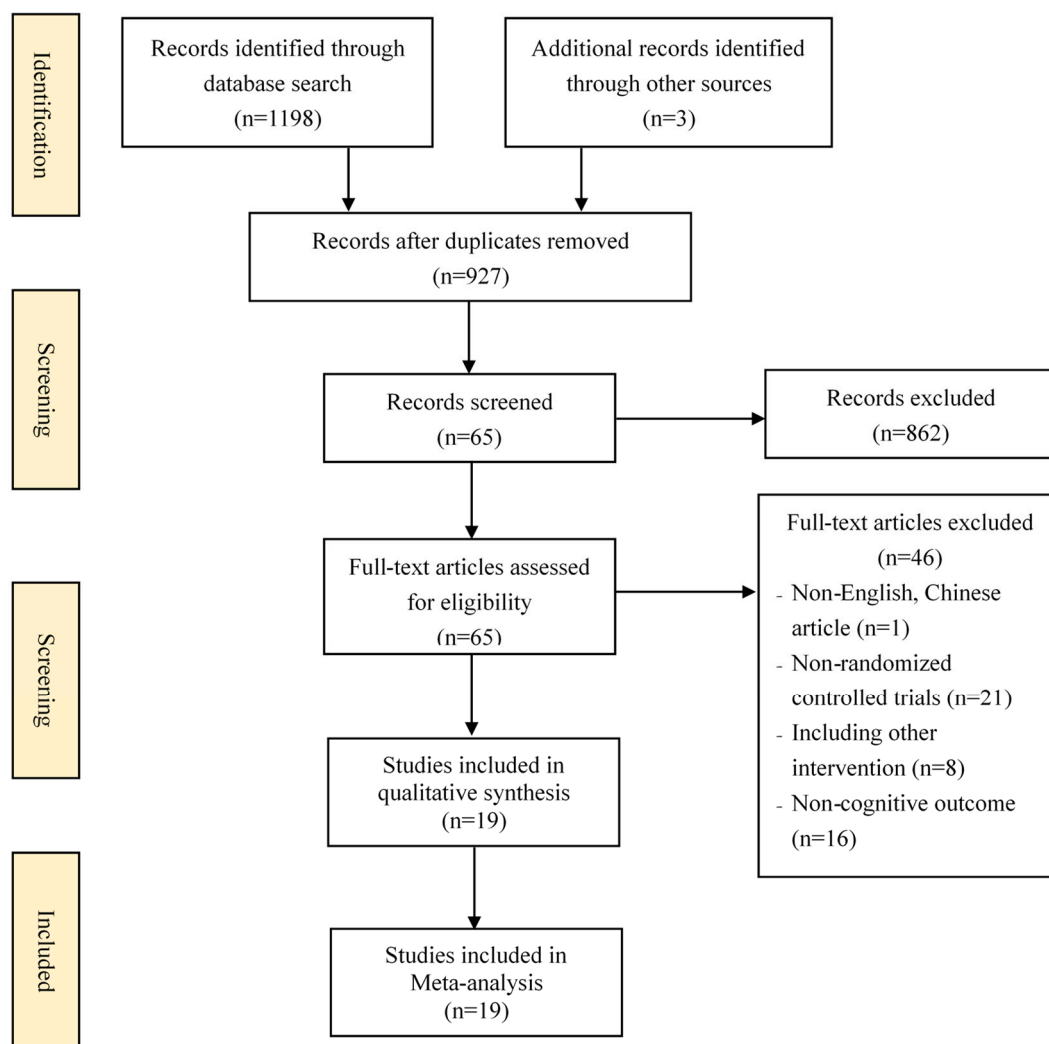 Identification
Records identified through
database search
(n=1198)
Additional records identified
through other sources
(n=3)
Records after duplicates removed
(n=927)
Screening
Records screened
(n=65)
Records excluded
(n=862)
Screening
Full-text articles assessed
for eligibility
(n=65)
Full-text articles excluded
(n=46)
- Non-English, Chinese
article (n=1)
- Non-randomized
controlled trials (n=21)
- Including other
intervention (n=8)
- Non-cognitive outcome
(n=16)
Studies included in
qualitative synthesis
(n=19)
Included
Studies included in
Meta-analysis
(n=19)